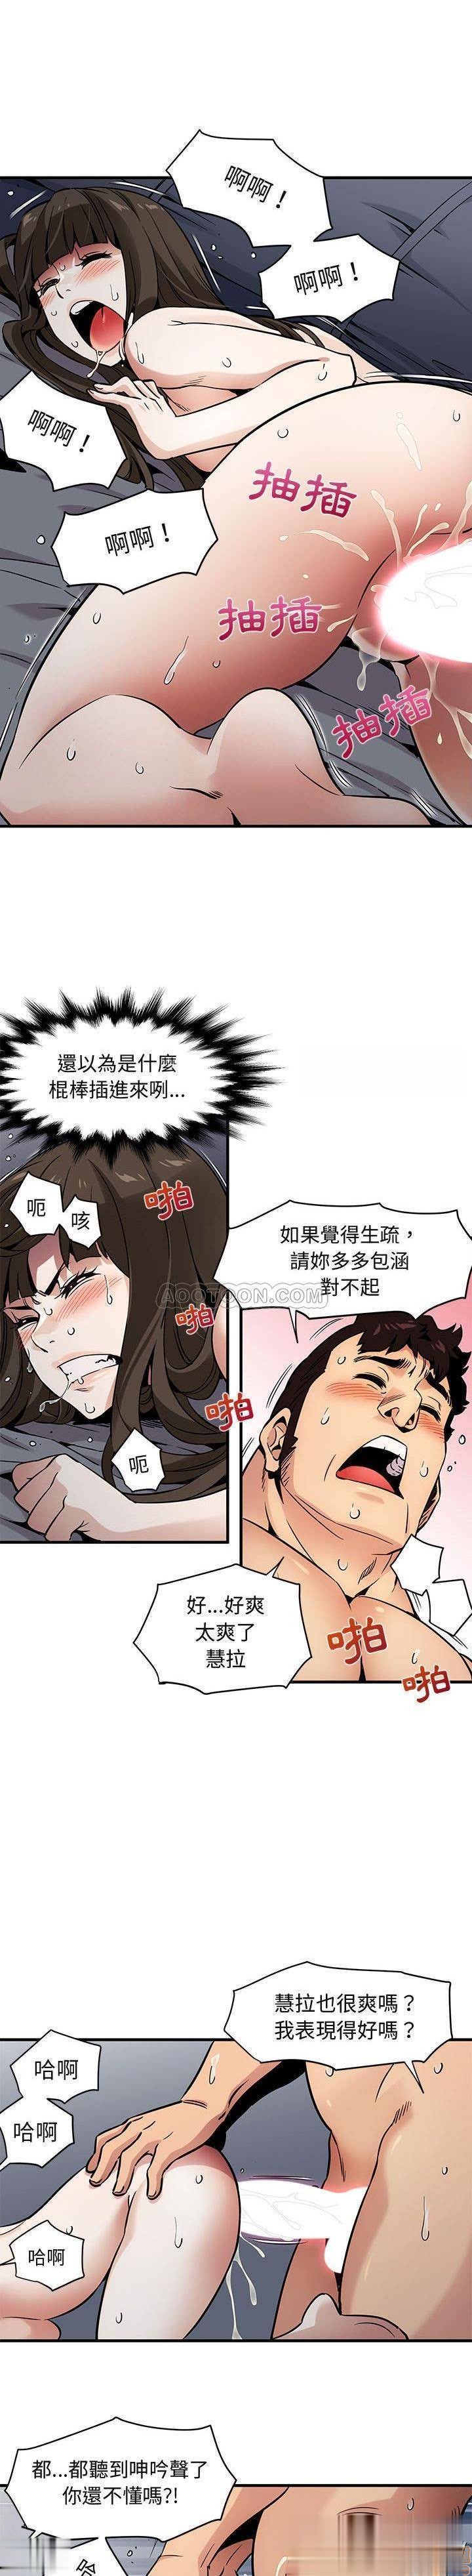 啊啊！
啊啊！
啊啊！
啊啊！
抽插
抽插
抽插
還以為是什麼
棍棒插進來咧...
呃
咳
啪
如果覺得生疏，
請妳多多包涵
對不起
AOOTOON.COM
啪
啪
呃
好...好爽
太爽了
慧拉
啪
啪
慧拉也很爽嗎？
我表現得好嗎？
哈啊
哈啊
哈啊
都...都聽到呻吟聲了
你還不懂嗎?!